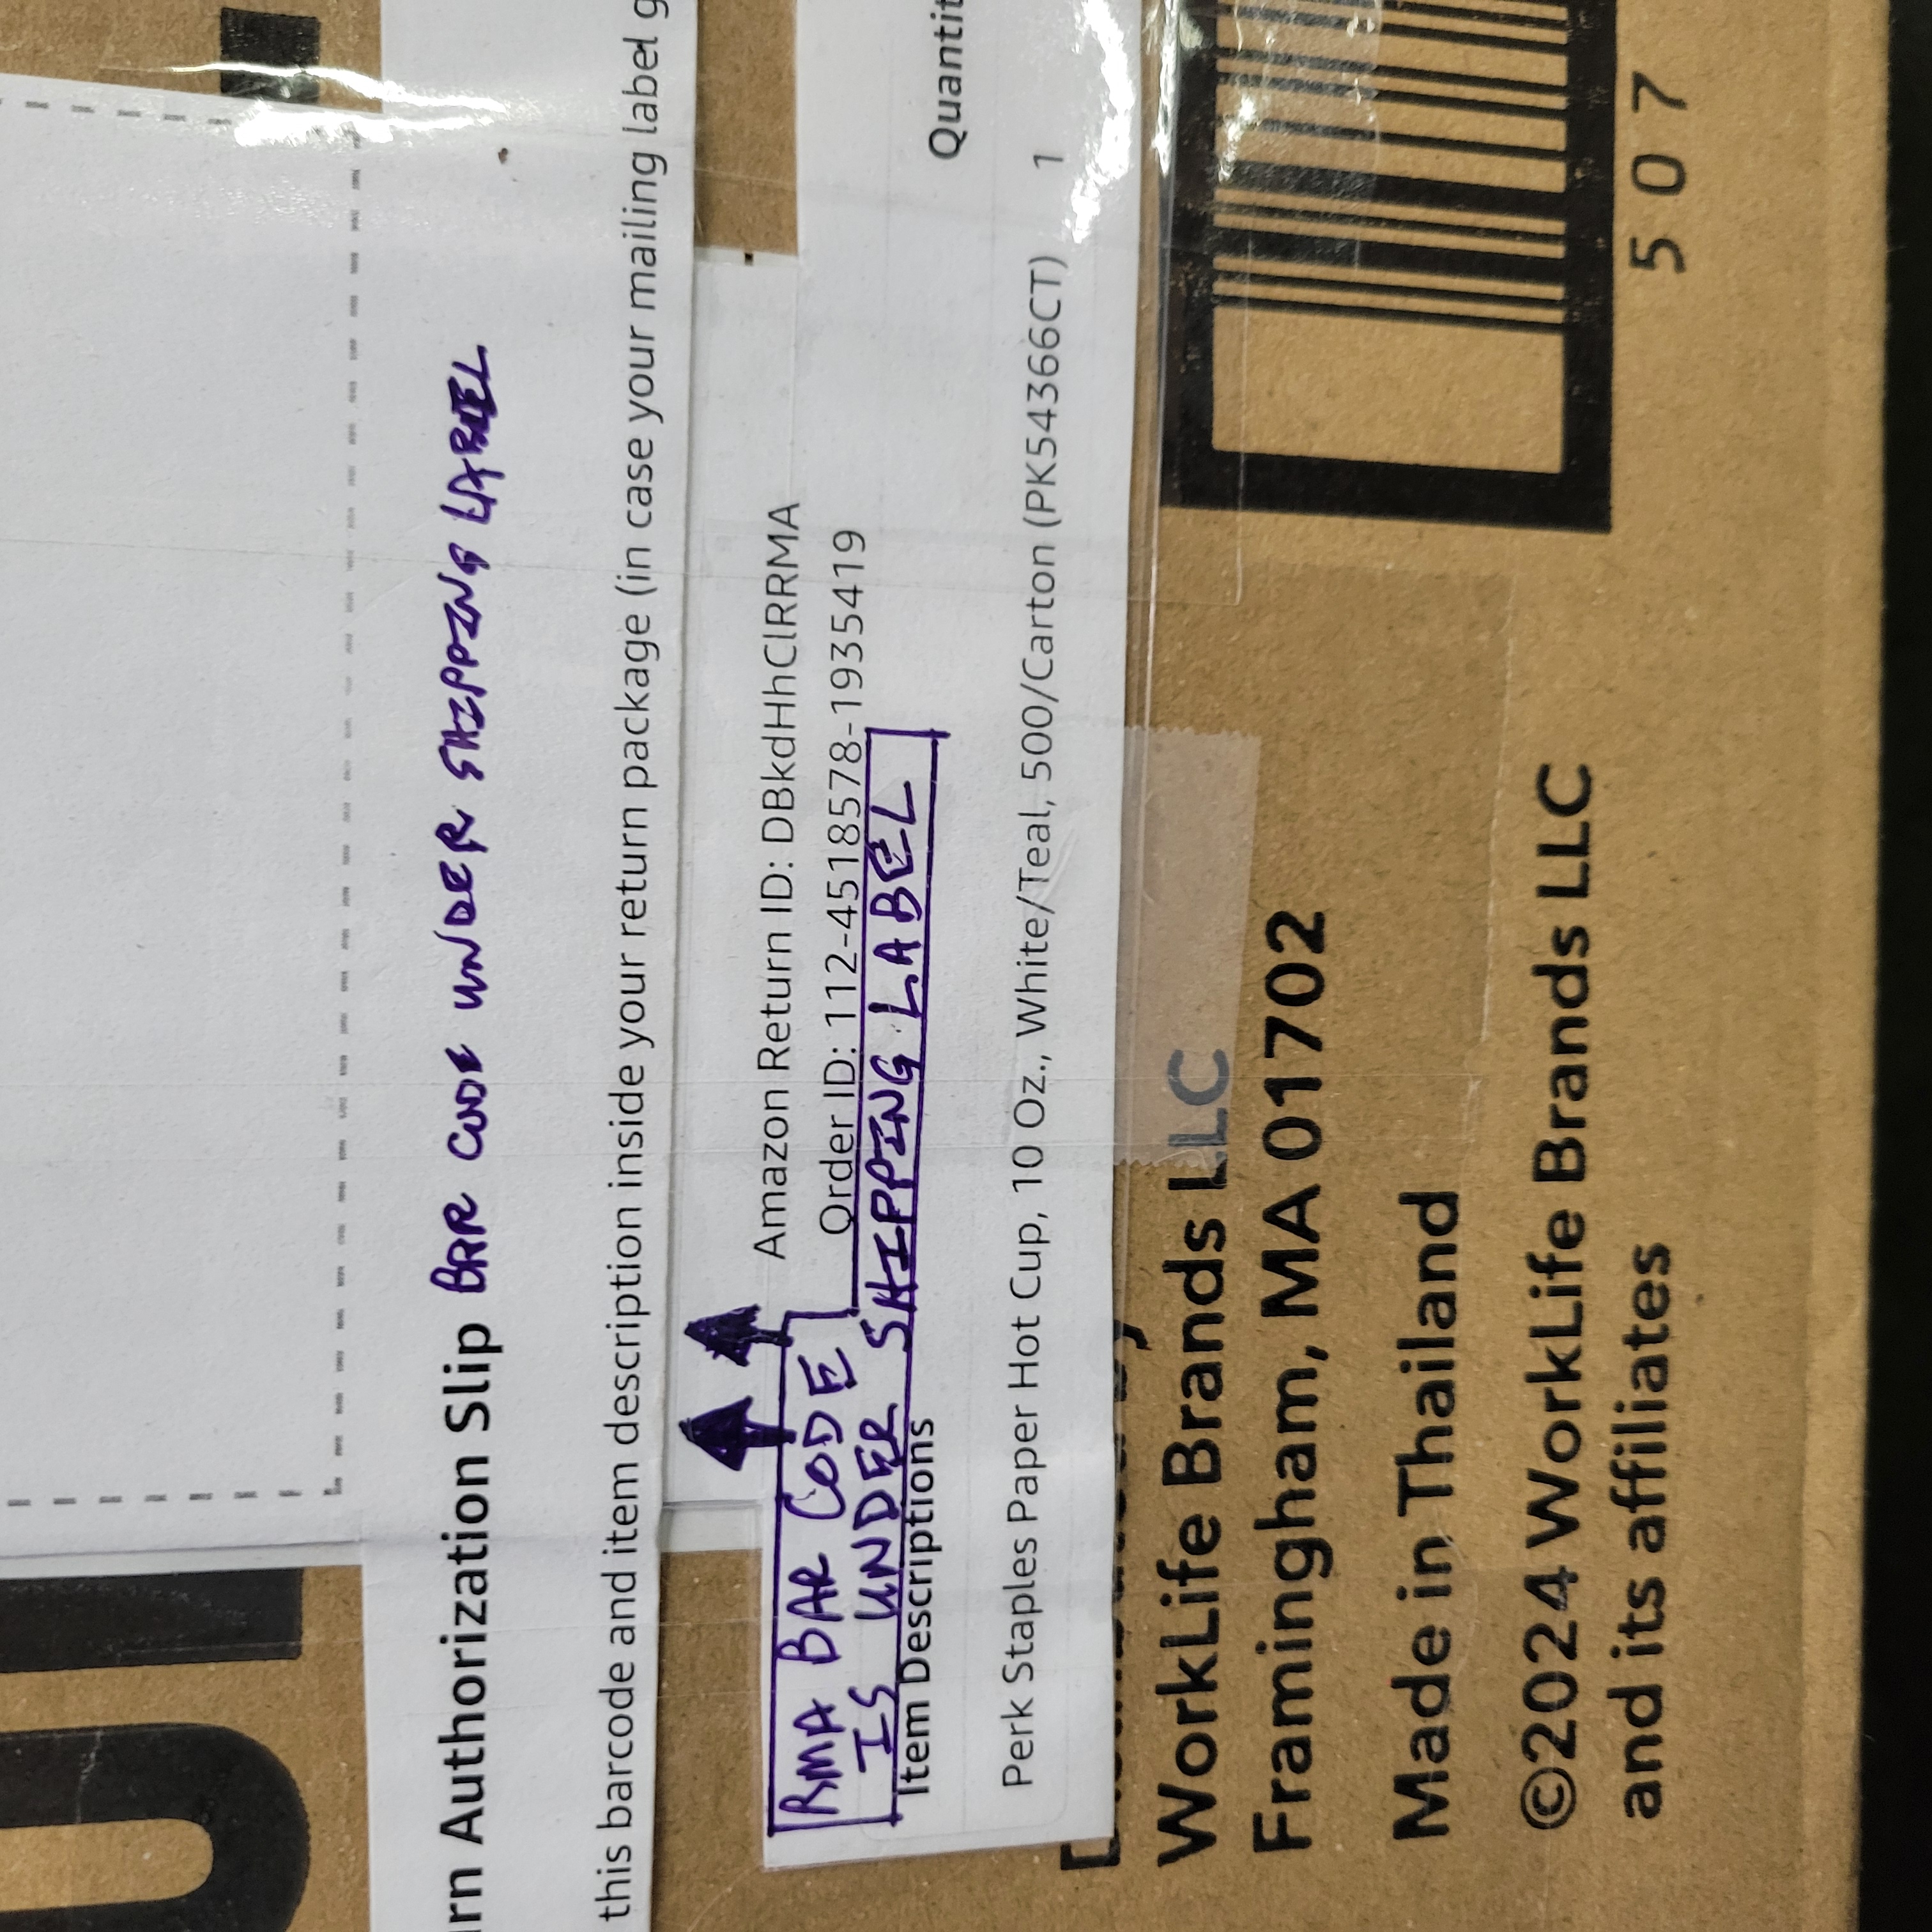 rn Authorization Slip BAR CODE UNDER SHIPPING LABEL
this barcode and item description inside your return package (in case your mailing label g
Amazon Return ID: DBkdHhClRRMA
Order ID: 112-4518578-1935419
RMA BAR CODE
IS UNDER SHIPPING LABEL
Item Descriptions Quantit
Perk Staples Paper Hot Cup, 10 Oz., White/Teal, 500/Carton (PK54366CT) 1
WorkLife Brands LLC
Framingham, MA 01702
Made in Thailand
©2024 WorkLife Brands LLC
and its affiliates
507